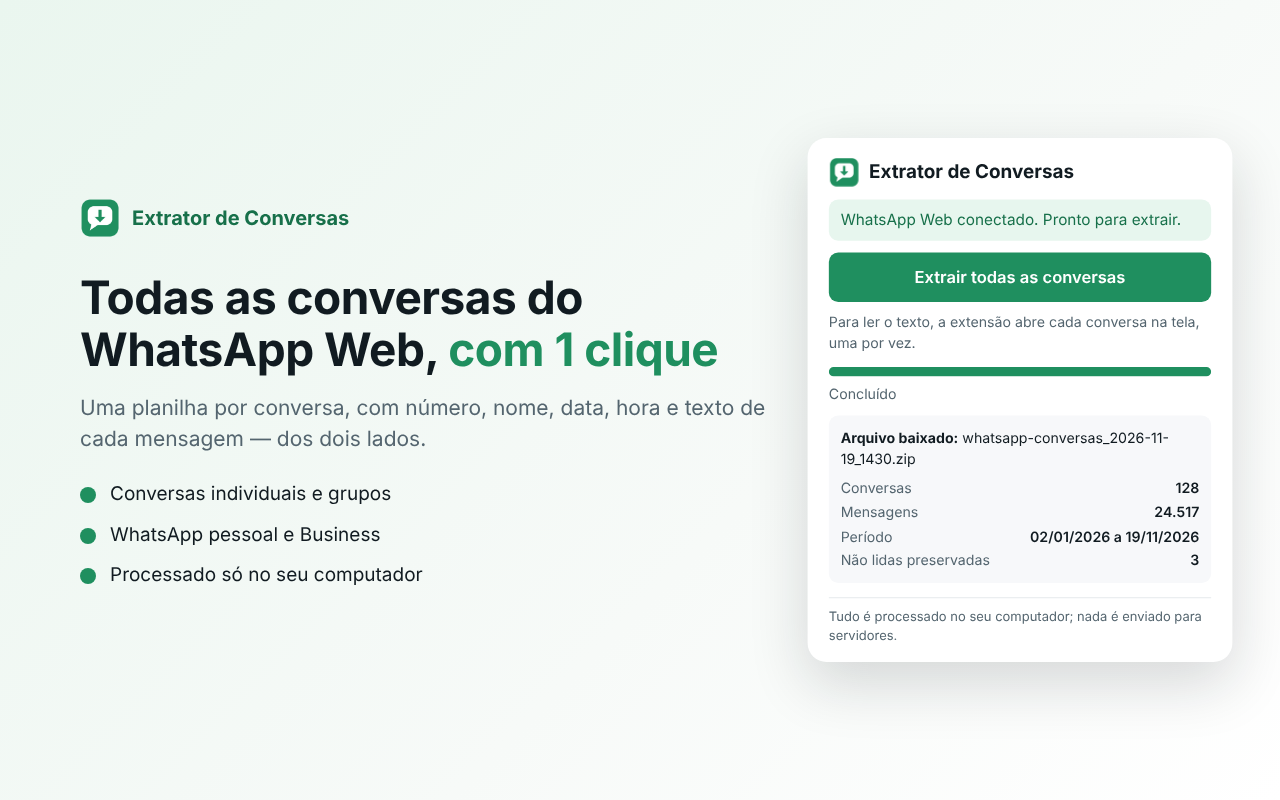 Extrator de Conversas
Todas as conversas do
WhatsApp Web, com 1 clique
Uma planilha por conversa, com número, nome, data, hora e texto de
cada mensagem — dos dois lados.
Conversas individuais e grupos
WhatsApp pessoal e Business
Processado só no seu computador
Extrator de Conversas
WhatsApp Web conectado. Pronto para extrair.
Extrair todas as conversas
Para ler o texto, a extensão abre cada conversa na tela,
uma por vez.
Concluído
Arquivo baixado: whatsapp-conversas_2026-11-
19_1430.zip
Conversas 128
Mensagens 24.517
Período 02/01/2026 a 19/11/2026
Não lidas preservadas 3
Tudo é processado no seu computador; nada é enviado para
servidores.